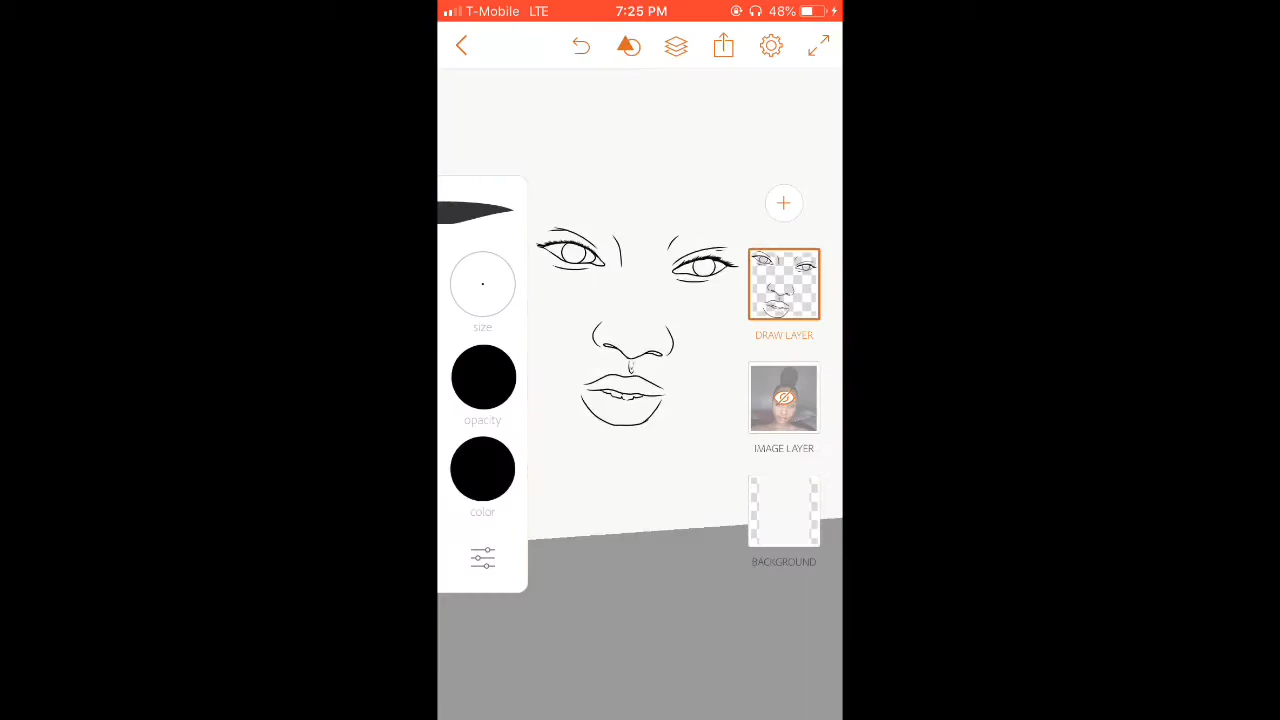 T-Mobile LTE 7:25 PM 48%
size
opacity
color
DRAW LAYER
IMAGE LAYER
BACKGROUND